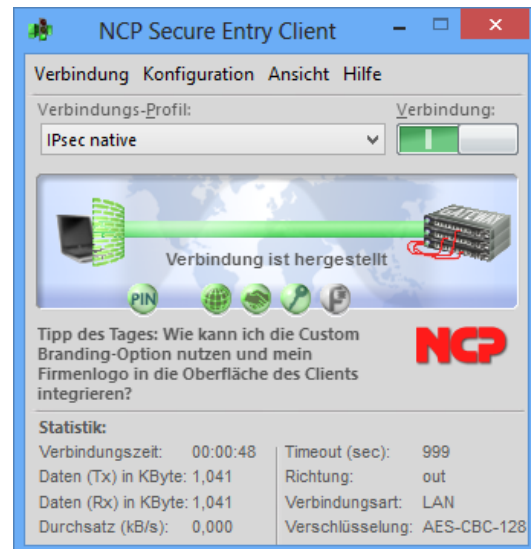 NCP Secure Entry Client
Verbindung Konfiguration Ansicht Hilfe
Verbindungs-Profil: Verbindung:
IPsec native
GATEWAY
Verbindung ist hergestellt
PIN
Tipp des Tages: Wie kann ich die Custom
Branding-Option nutzen und mein
Firmenlogo in die Oberfläche des Clients
integrieren?
NCP
Statistik:
Verbindungszeit: 00:00:48 Timeout (sec): 999
Daten (Tx) in KByte: 1,041 Richtung: out
Daten (Rx) in KByte: 1,041 Verbindungsart: LAN
Durchsatz (kB/s): 0,000 Verschlüsselung: AES-CBC-128